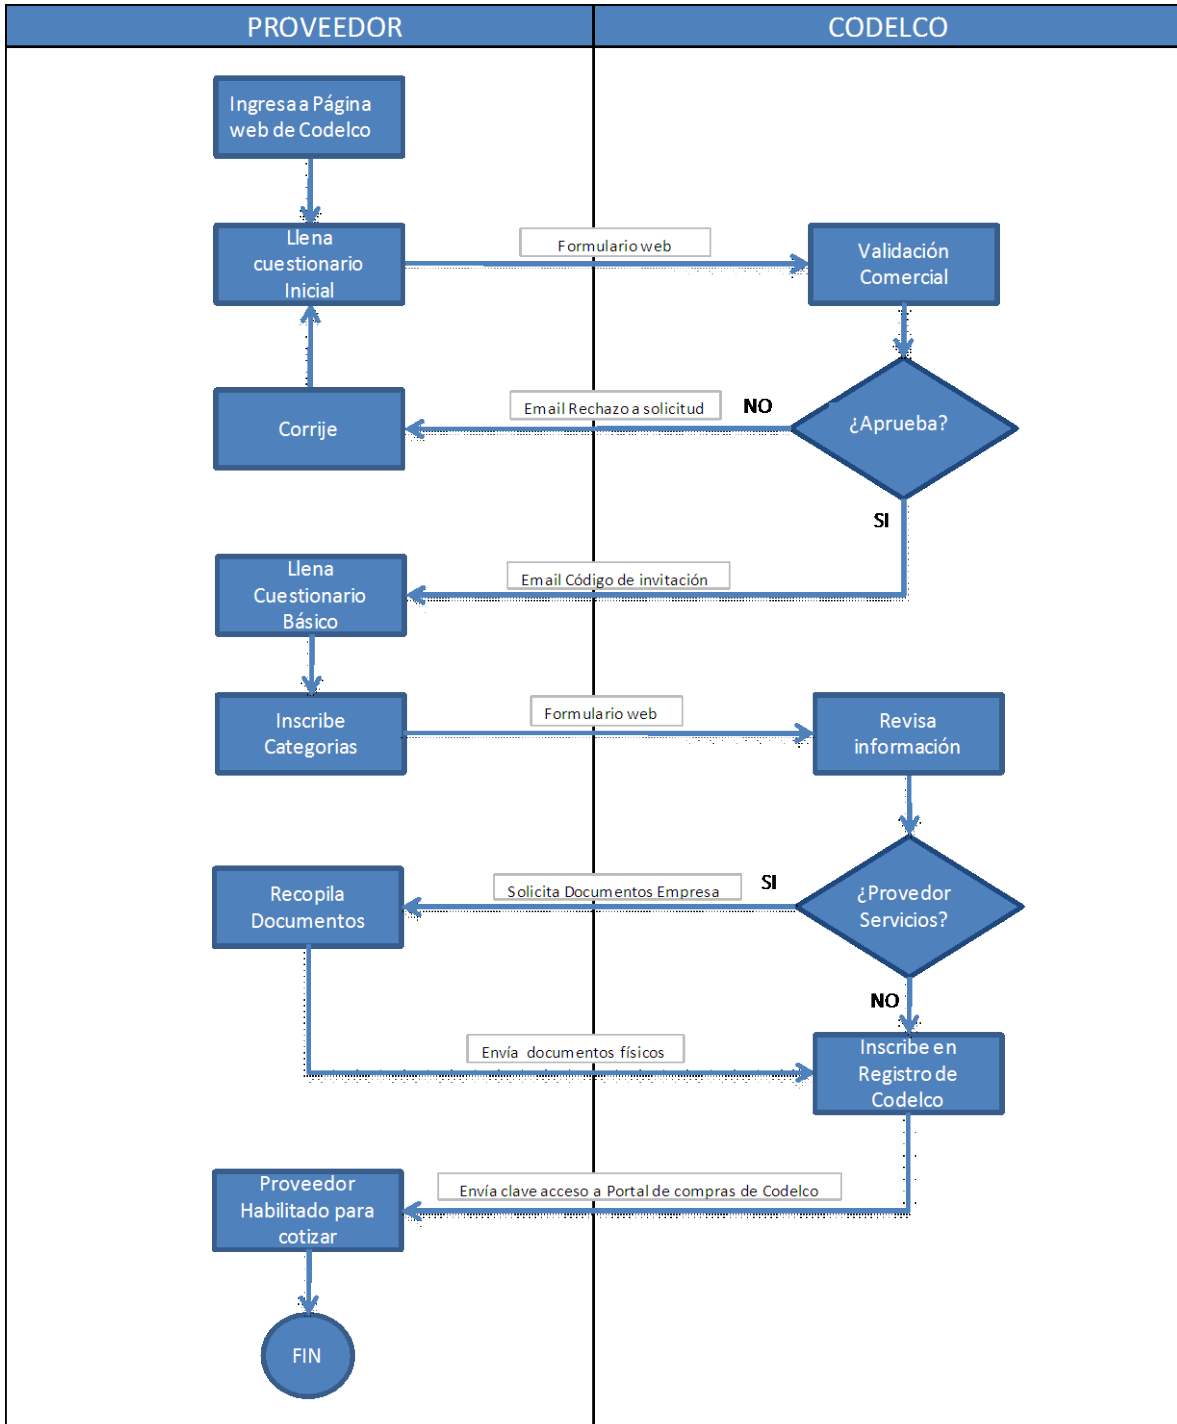 PROVEEDOR
CODELCO
Ingresa a Página
web de Codelco
Llena
cuestionario
Inicial
Formulario web
Validación
Comercial
Corrije
Email Rechazo a solicitud
NO
¿Aprueba?
SI
Llena
Cuestionario
Básico
Email Código de invitación
Inscribe
Categorias
Formulario web
Revisa
información
Recopila
Documentos
Solicita Documentos Empresa
SI
¿Provedor
Servicios?
NO
Envía documentos físicos
Inscribe en
Registro de
Codelco
Proveedor
Habilitado para
cotizar
Envía clave acceso a Portal de compras de Codelco
FIN